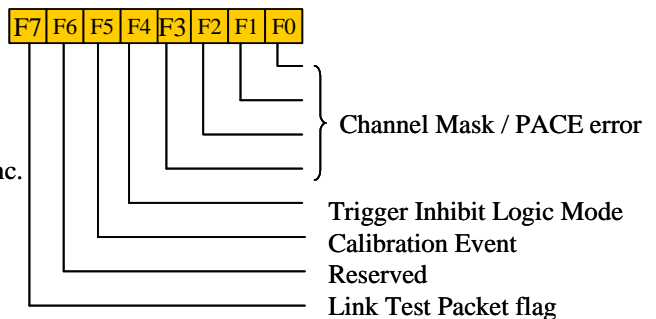 F7 F6 F5 F4 F3 F2 F1 F0
Channel Mask / PACE error
nc.
Trigger Inhibit Logic Mode
Calibration Event
Reserved
Link Test Packet flag